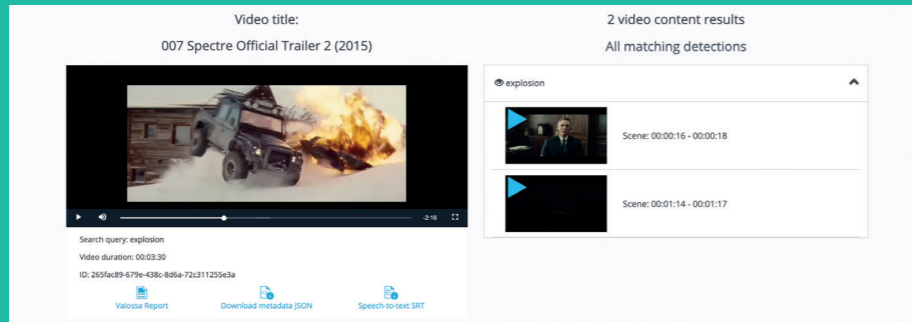 Video title:
007 Spectre Official Trailer 2 (2015)
-2:16
Search query: explosion
Video duration: 00:03:30
ID: 265fac89-679e-438c-8d6a-72c311255e3a
Valossa Report
Download metadata JSON
Speech-to-text SRT
2 video content results
All matching detections
explosion
Scene: 00:00:16 - 00:00:18
Scene: 00:01:14 - 00:01:17